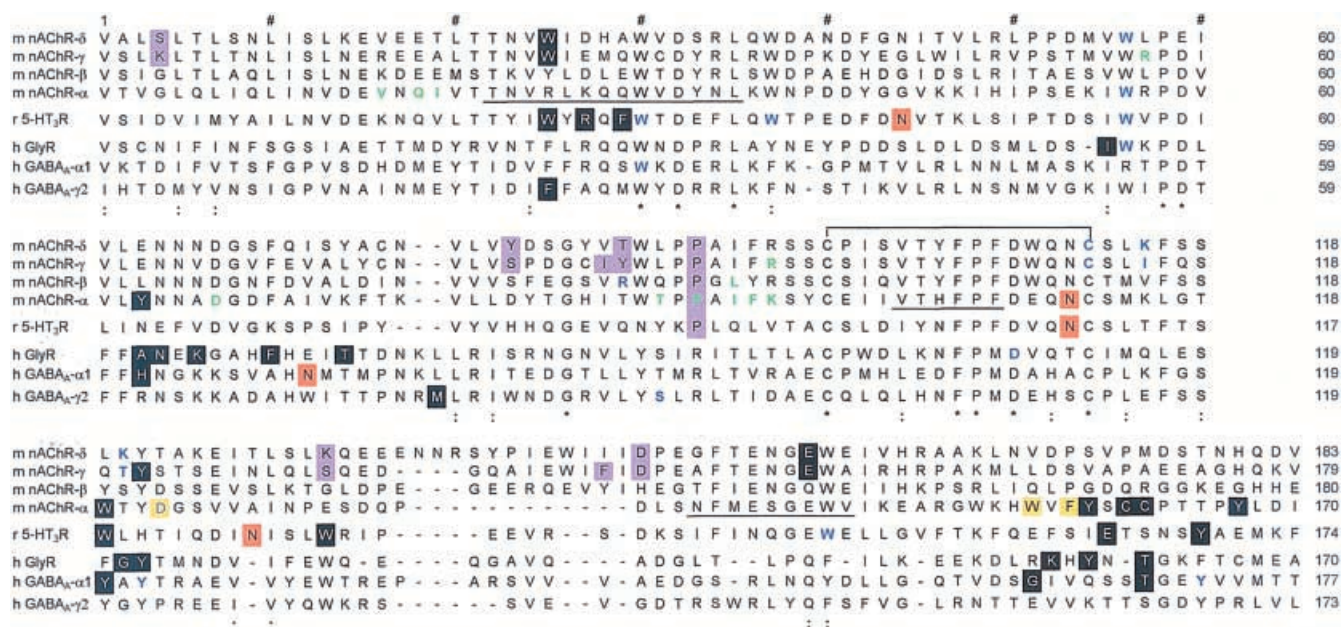 1 # # # # # #
m nAChR-δ V A L S L T L S N L I S L K E V E E T L T T N V W I D H A W V D S R L Q W D A N D F G N I T V L R L P P D M V W L P E I 60
m nAChR-γ V S L K L T L T N L I S L N E R E E A L T T N V W I E M Q W C D Y R L R W D P K D Y E G L W I L R V P S T M V W R P D I 60
m nAChR-β V S I G L T L A Q L I S L N E K D E E M S T K V Y L D L E W T D Y R L S W D P A E H D G I D S L R I T A E S V W L P D V 60
m nAChR-α V T V G L Q L I Q L I N V D E V N Q I V T T N V R L K Q Q W V D Y N L K W N P D D Y G G V K K I H I P S E K I W R P D V 60
r 5-HT3R V S I D V I M Y A I L N V D E K N Q V L T T Y I W Y R Q F W T D E F L Q W T P E D F D N V T K L S I P T D S I W V P D I 60
h GlyR V S C N I F I N F S G S I A E T T M D Y R V N T F L R Q Q W N D P R L A Y N E Y P D D S L D L D S M L D S - I W K P D L 59
h GABAA-α1 V K T D I F V T S F G P V S D H D M E Y T I D V F F R Q S W K D E R L K F K - G P M T V L R L N N L M A S K I R T P D T 59
h GABAA-γ2 I H T D M Y V N S I G P V N A I N M E Y T I D I F F A Q M W Y D R R L K F N - S T I K V L R L N S N M V G K I W I P D T 59
: : : : * * * : : * *
m nAChR-δ V L E N N N D G S F Q I S Y A C N - - V L V Y D S G Y V T W L P P A I F R S S C P I S V T Y F P F D W Q N C S L K F S S 118
m nAChR-γ V L E N N V D G V F E V A L Y C N - - V L V S P D G C I Y W L P P A I F R S S C S I S V T Y F P F D W Q N C S L I F Q S 118
m nAChR-β V L L N N N D G N F D V A L D I N - - V V V S F E G S V R W Q P P G L Y R S S C S I Q V T Y F P F D W Q N C T M V F S S 118
m nAChR-α V L Y N N A D G D F A I V K F T K - - V L L D Y T G H I T W T P P A I F K S Y C E I I V T H F P F D E Q N C S M K L G T 118
r 5-HT3R L I N E F V D V G K S P S I P Y - - - V Y V H H Q G E V Q N Y K P L Q L V T A C S L D I Y N F P F D V Q N C S L T F T S 117
h GlyR F F A N E K G A H F H E I T T D N K L L R I S R N G N V L Y S I R I T L T L A C P W D L K N F P M D V Q T C I M Q L E S 119
h GABAA-α1 F F H N G K K S V A H N M T M P N K L L R I T E D G T L L Y T M R L T V R A E C P M H L E D F P M D A H A C P L K F G S 119
h GABAA-γ2 F F R N S K K A D A H W I T T P N R M L R I W N D G R V L Y S L R L T I D A E C Q L Q L H N F P M D E H S C P L E F S S 119
: : * * : * * * : * : :
m nAChR-δ L K Y T A K E I T L S L K Q E E E N N R S Y P I E W I I I D P E G F T E N G E W E I V H R A A K L N V D P S V P M D S T N H Q D V 183
m nAChR-γ Q T Y S T S E I N L Q L S Q E D - - - - G Q A I E W I F I D P E A F T E N G E W A I R H R P A K M L L D S V A P A E E A G H Q K V 179
m nAChR-β Y S Y D S S E V S L K T G L D P E - - - G E E R Q E V Y I H E G T F I E N G Q W E I I H K P S R L I Q L P G D Q R G G K E G H H E 180
m nAChR-α W T Y D G S V V A I N P E S D Q P - - - - - - - - - - - D L S N F M E S G E W V I K E A R G W K H W V F Y S C C P T T P Y L D I 170
r 5-HT3R W L H T I Q D I N I S L W R I P - - - - E E V R - - S - D K S I F I N Q G E W E L L G V F T K F Q E F S I E T S N S Y A E M K F 174
h GlyR F G Y T M N D V - I F E W Q - E - - - - Q G A V Q - - - A D G L T - - L P Q F - I L K - E E K D L R K H Y N - T G K F T C M E A 170
h GABAA-α1 Y A Y T R A E V - V Y E W T R E P - - - A R S V V - - V A E D G S - R L N Q Y D L L G - Q T V D S G I V Q S S T G E Y V V M T T 177
h GABAA-γ2 Y G Y P R E E I - V Y Q W K R S - - - - - S V E - - V - G D T R S W R L Y Q F S F V G - L R N T T E V V K T T S G D Y P R L V L 173
: : : :